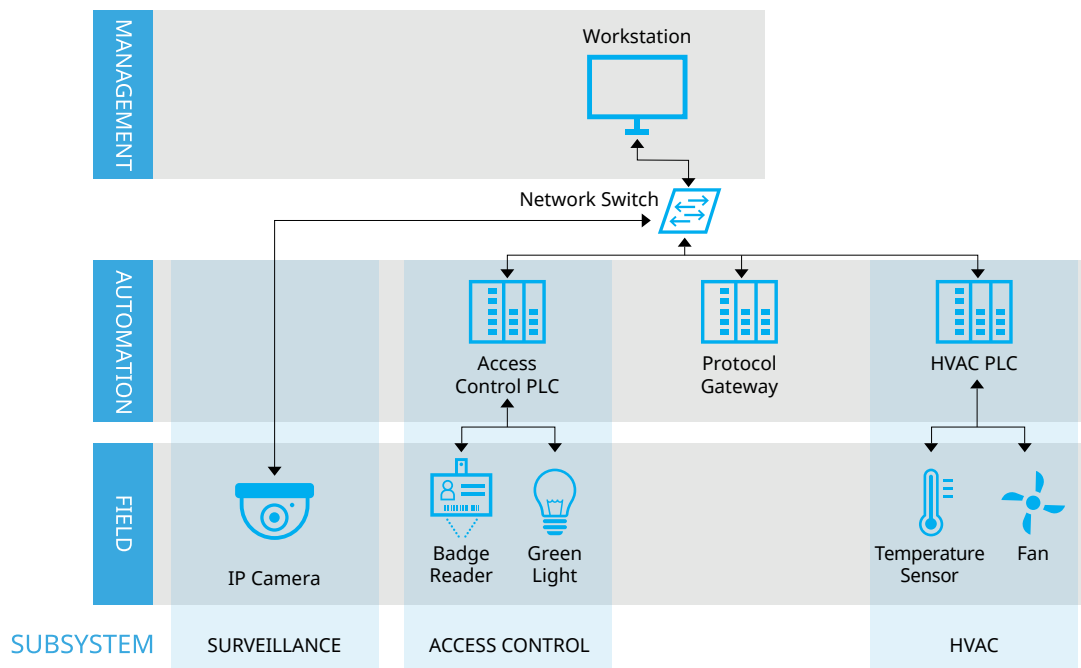 MANAGEMENT
Workstation
Network Switch
AUTOMATION
Access
Control PLC
Protocol
Gateway
HVAC PLC
FIELD
IP Camera
Badge
Reader
Green
Light
Temperature
Sensor
Fan
SUBSYSTEM
SURVEILLANCE
ACCESS CONTROL
HVAC